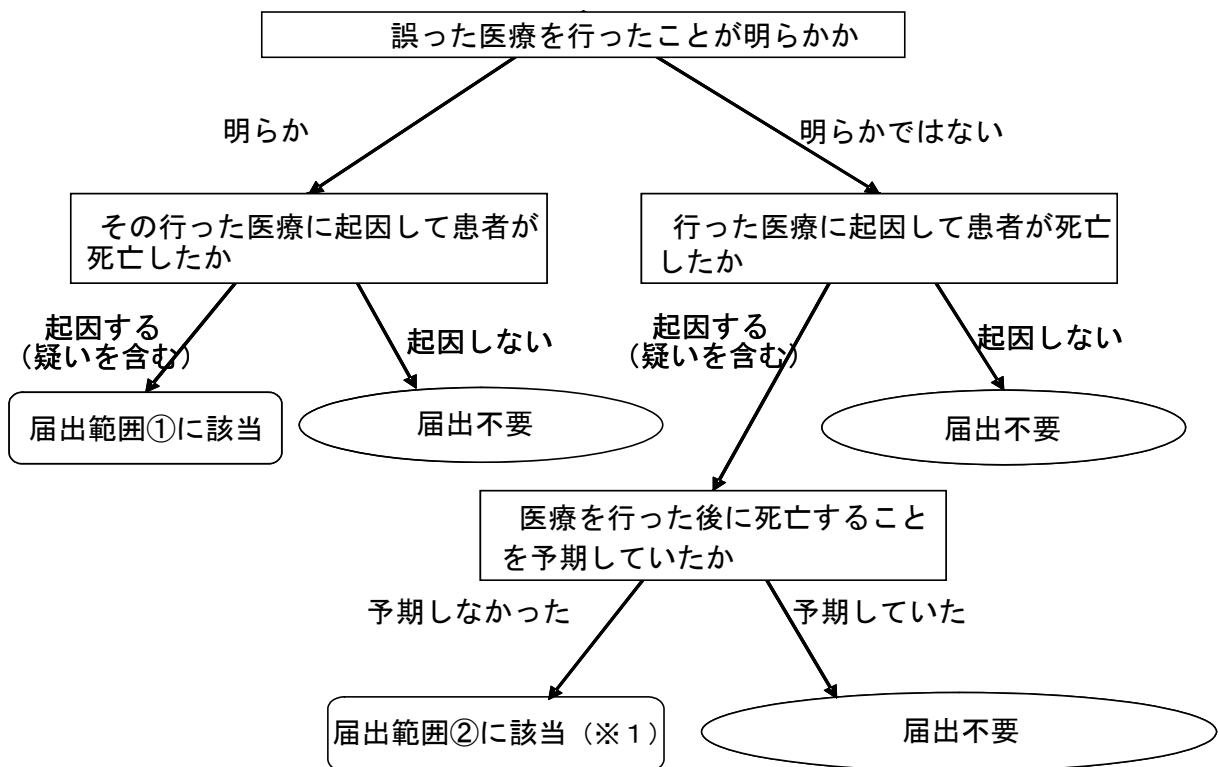 誤った医療を行ったことが明らかか
明らか
明らかではない
その行った医療に起因して患者が
死亡したか
行った医療に起因して患者が死亡
したか
起因する
（疑いを含む）
起因しない
起因する
（疑いを含む）
起因しない
届出範囲①に該当
届出不要
届出不要
医療を行った後に死亡すること
を予期していたか
予期しなかった
予期していた
届出範囲②に該当（※１）
届出不要